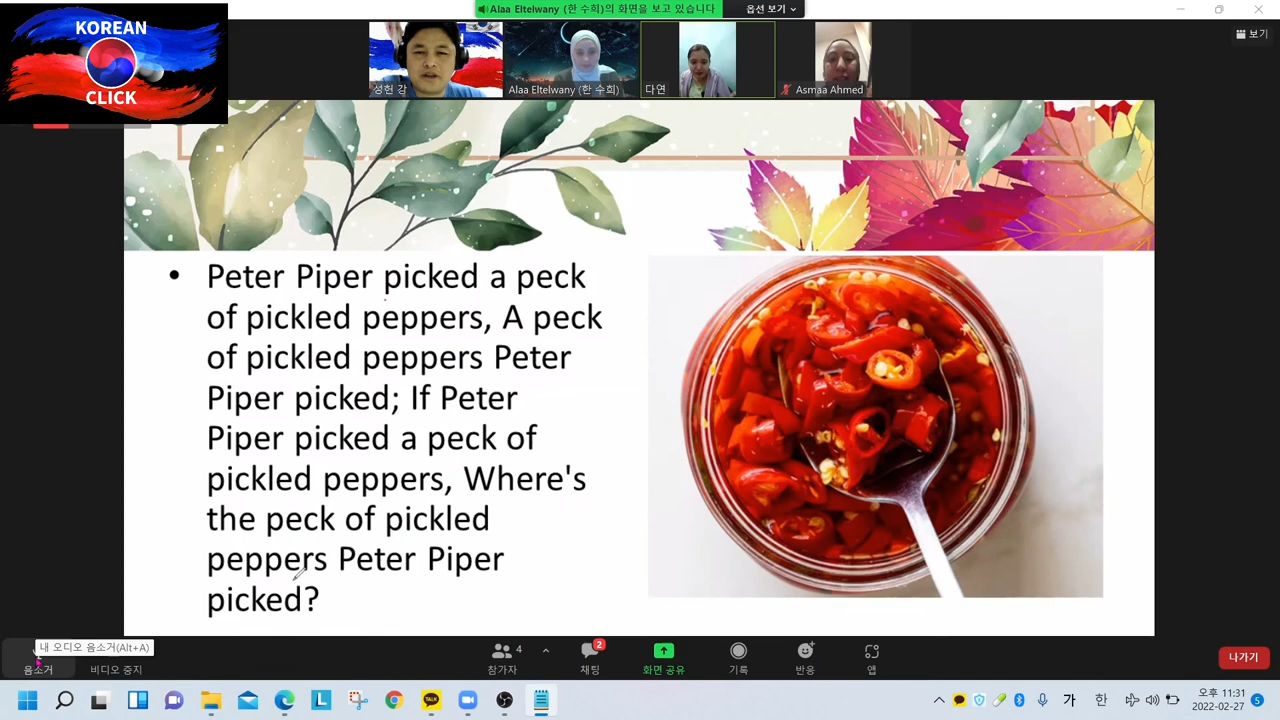 KOREAN
CLICK
Alaa Eltelwany (한 수희)의 화면을 보고 있습니다
옵션 보기
보기
성헌 강
Alaa Eltelwany (한 수희)
다연
Asmaa Ahmed
• Peter Piper picked a peck
of pickled peppers, A peck
of pickled peppers Peter
Piper picked; If Peter
Piper picked a peck of
pickled peppers, Where's
the peck of pickled
peppers Peter Piper
picked?
내 오디오 음소거(Alt+A)
음소거
비디오 중지
참가자
4
채팅
2
화면 공유
기록
반응
앱
나가기
L
TALK
가
한
오후 11:31
2022-02-27
5